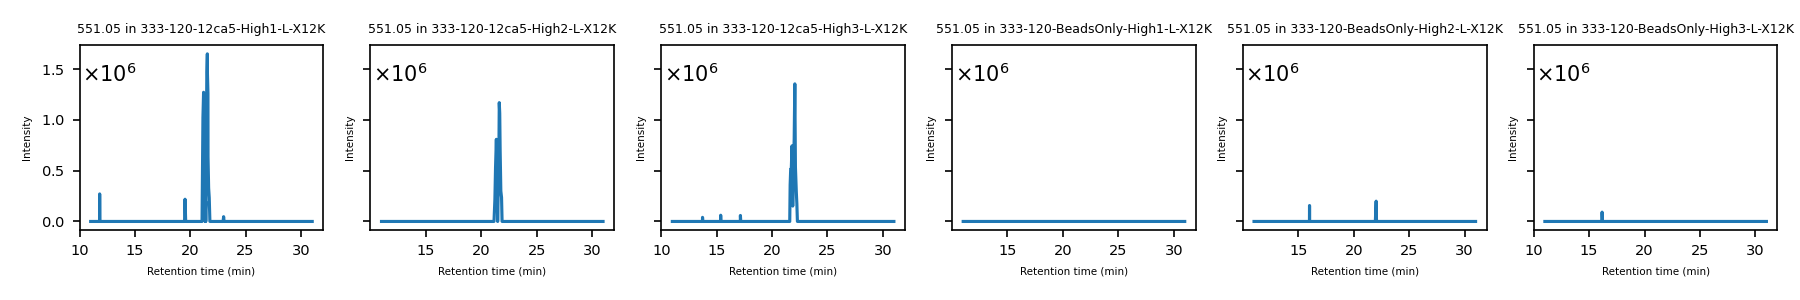 551.05 in 333-120-12ca5-High1-L-X12K
551.05 in 333-120-12ca5-High2-L-X12K
551.05 in 333-120-12ca5-High3-L-X12K
551.05 in 333-120-BeadsOnly-High1-L-X12K
551.05 in 333-120-BeadsOnly-High2-L-X12K
551.05 in 333-120-BeadsOnly-High3-L-X12K
×10⁶
×10⁶
×10⁶
×10⁶
×10⁶
×10⁶
1.5
1.0
0.5
0.0
Intensity
Intensity
Intensity
Intensity
Intensity
Intensity
10 15 20 25 30
15 20 25 30
10 15 20 25 30
15 20 25 30
15 20 25 30
10 15 20 25 30
Retention time (min)
Retention time (min)
Retention time (min)
Retention time (min)
Retention time (min)
Retention time (min)